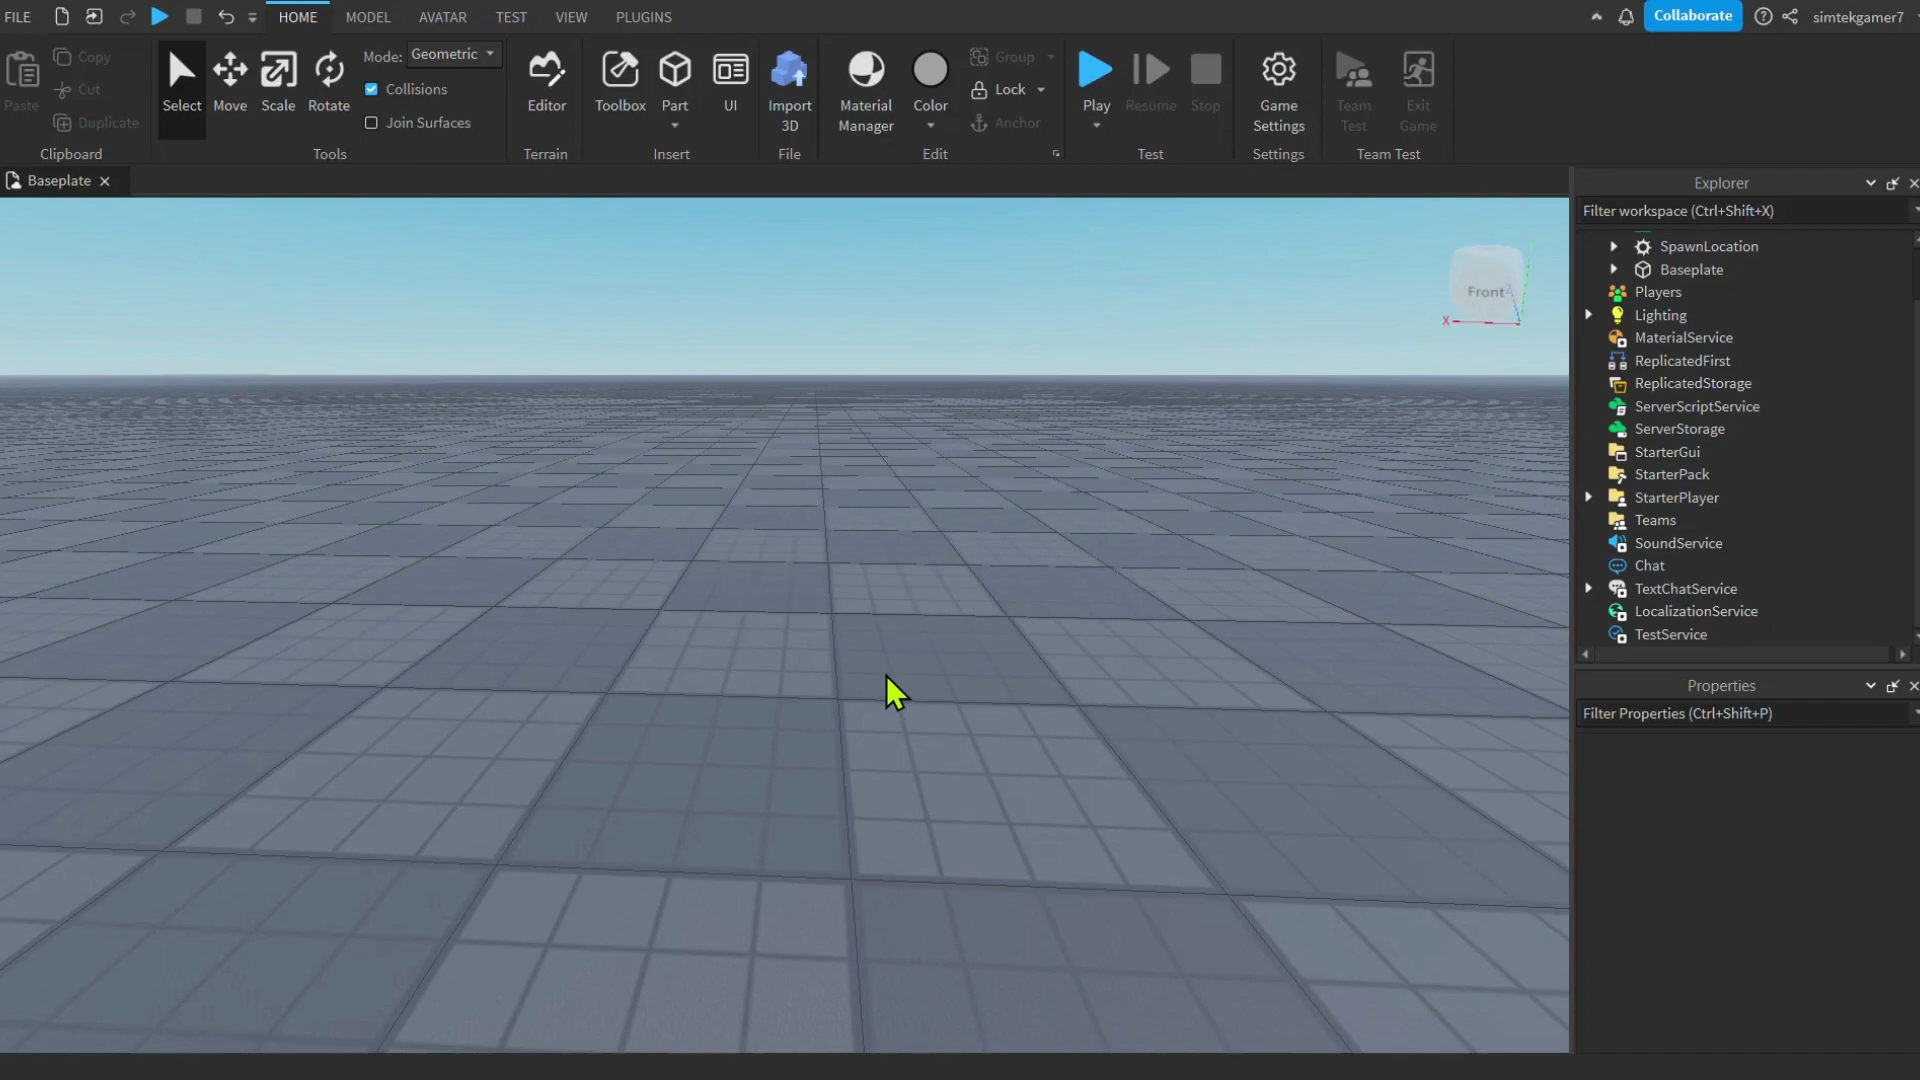 FILE HOME MODEL AVATAR TEST VIEW PLUGINS Collaborate simtekgamer7
Paste Copy Cut Duplicate
Clipboard
Select Move Scale Rotate
Mode: Geometric
Collisions
Join Surfaces
Tools
Editor
Terrain
Toolbox Part UI
Insert
Import
3D
File
Material
Manager
Color
Group
Lock
Anchor
Edit
Play Resume Stop
Test
Game
Settings
Settings
Team
Test
Exit
Game
Team Test
Baseplate
Front
X
Z
Explorer
Filter workspace (Ctrl+Shift+X)
SpawnLocation
Baseplate
Players
Lighting
MaterialService
ReplicatedFirst
ReplicatedStorage
ServerScriptService
ServerStorage
StarterGui
StarterPack
StarterPlayer
Teams
SoundService
Chat
TextChatService
LocalizationService
TestService
Properties
Filter Properties (Ctrl+Shift+P)